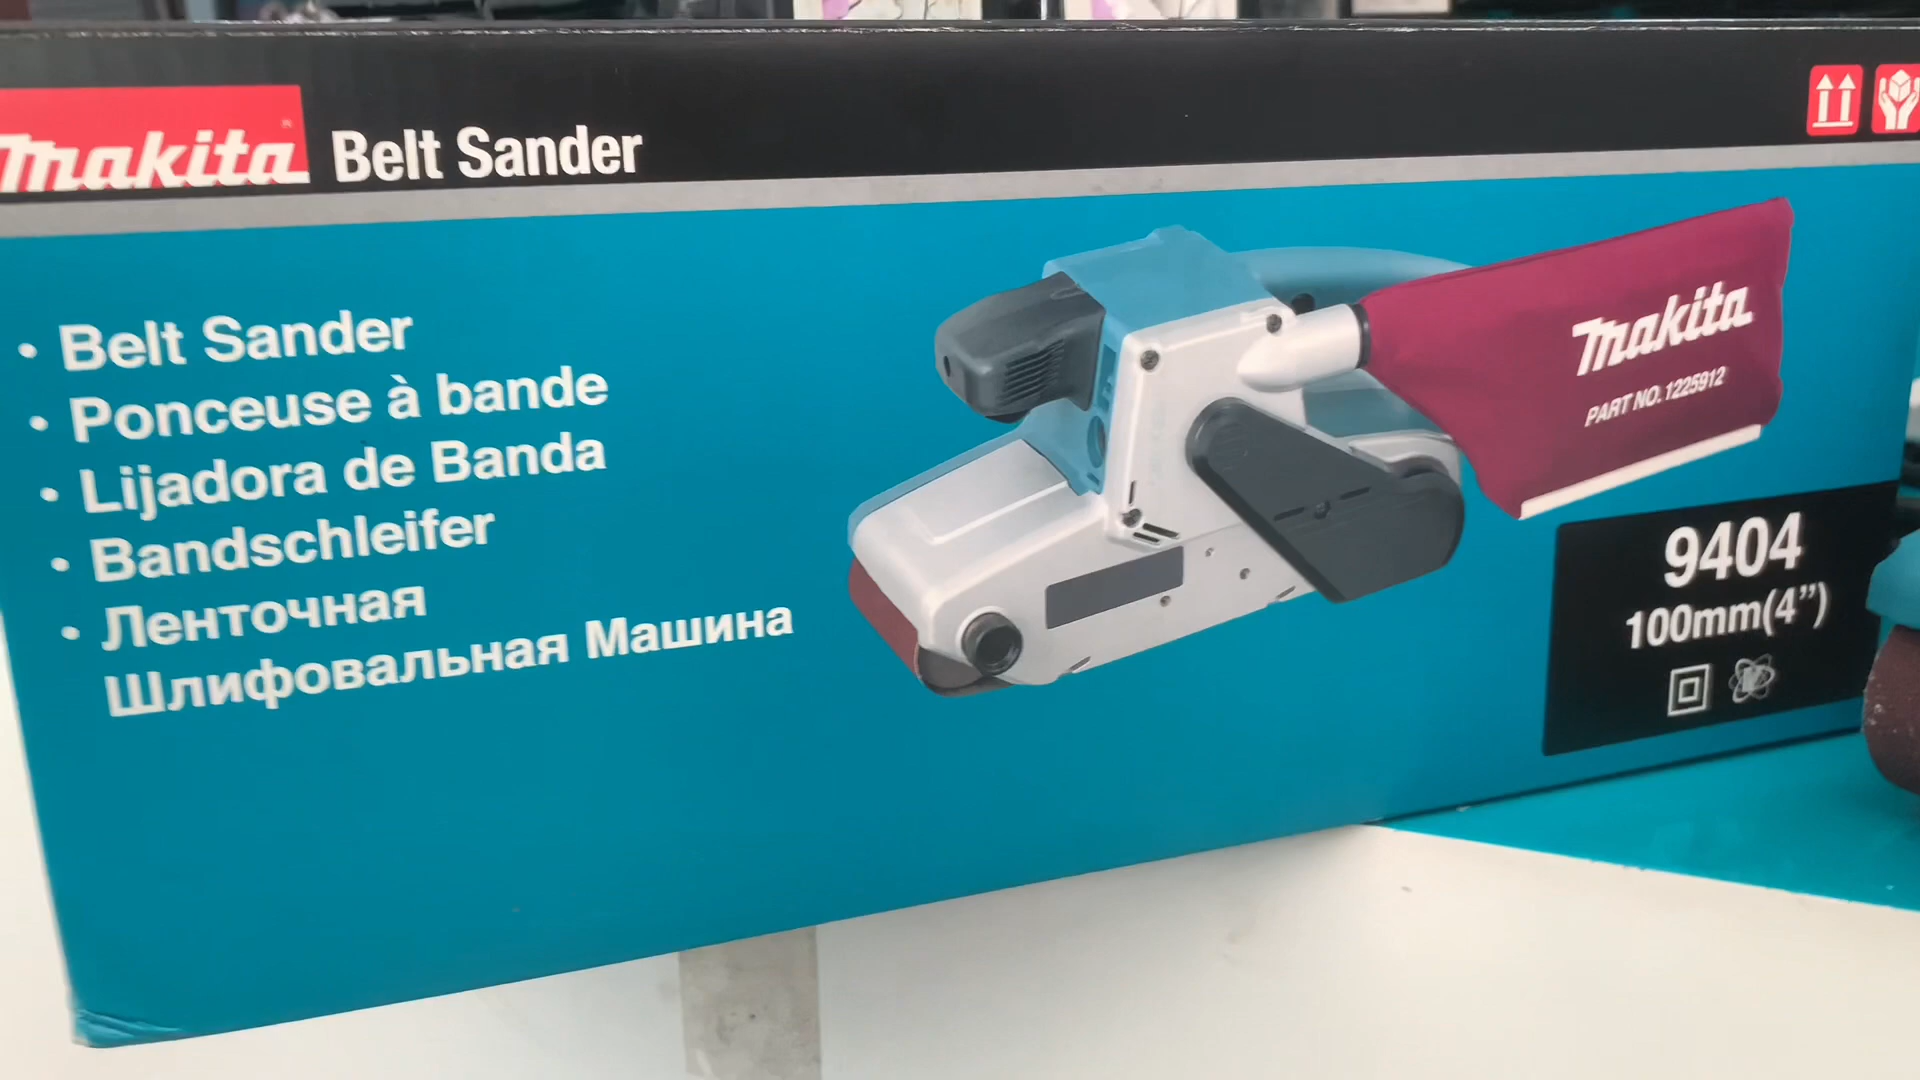 makita Belt Sander
• Belt Sander
• Ponceuse à bande
• Lijadora de Banda
• Bandschleifer
• Ленточная
Шлифовальная Машина
makita
PART NO. 1225912
9404
100mm(4”)